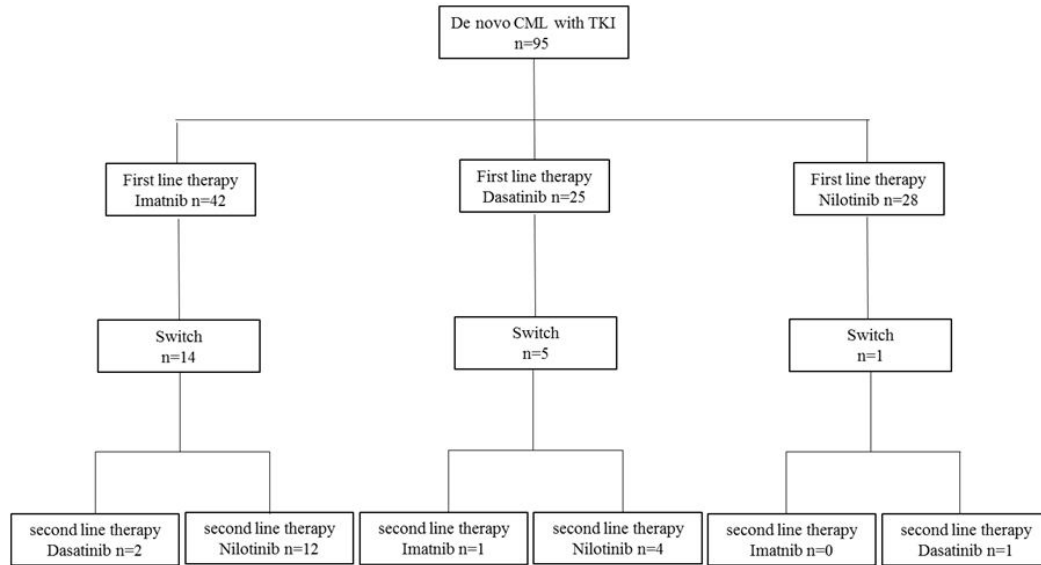 De novo CML with TKI
n=95
First line therapy
Imatnib n=42
First line therapy
Dasatinib n=25
First line therapy
Nilotinib n=28
Switch
n=14
Switch
n=5
Switch
n=1
second line therapy
Dasatinib n=2
second line therapy
Nilotinib n=12
second line therapy
Imatnib n=1
second line therapy
Nilotinib n=4
second line therapy
Imatnib n=0
second line therapy
Dasatinib n=1